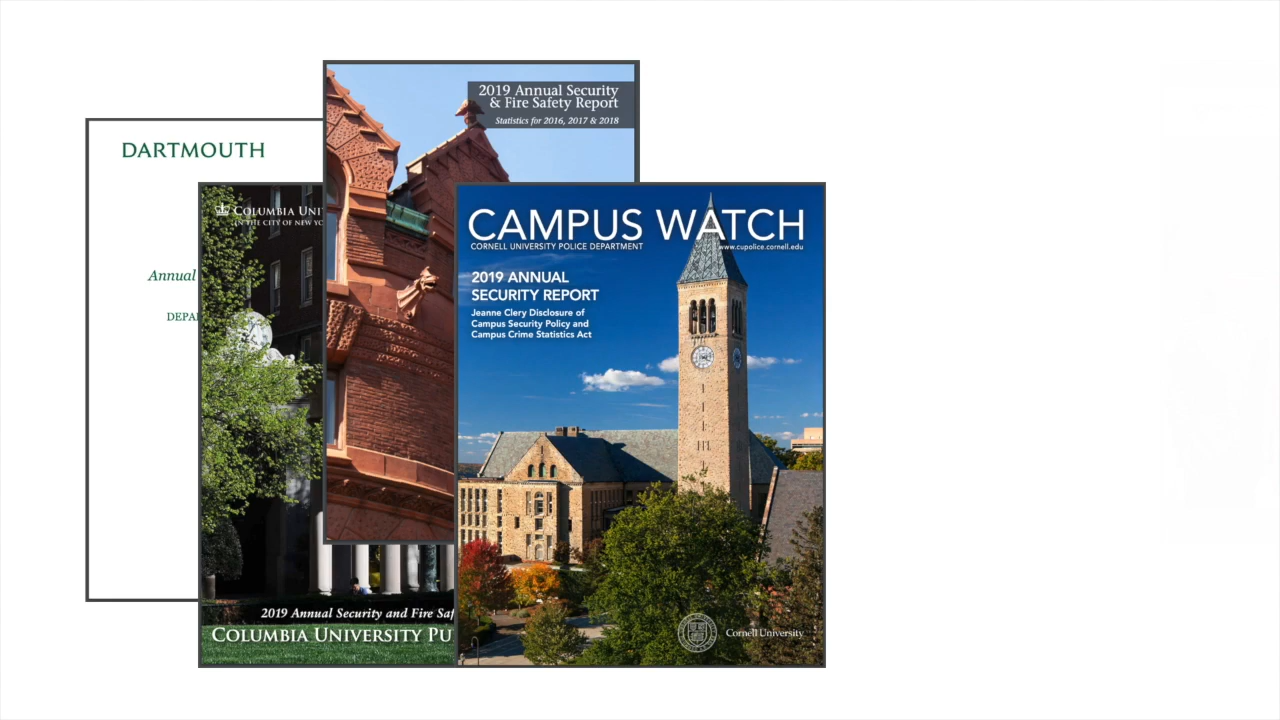 DARTMOUTH
Annual
DEPA
COLUMBIA UNI
IN THE CITY OF NEW YO
2019 Annual Security and Fire Saf
COLUMBIA UNIVERSITY PU
2019 Annual Security
& Fire Safety Report
Statistics for 2016, 2017 & 2018
CAMPUS WATCH
CORNELL UNIVERSITY POLICE DEPARTMENT
www.cupolice.cornell.edu
2019 ANNUAL
SECURITY REPORT
Jeanne Clery Disclosure of
Campus Security Policy and
Campus Crime Statistics Act
Cornell University